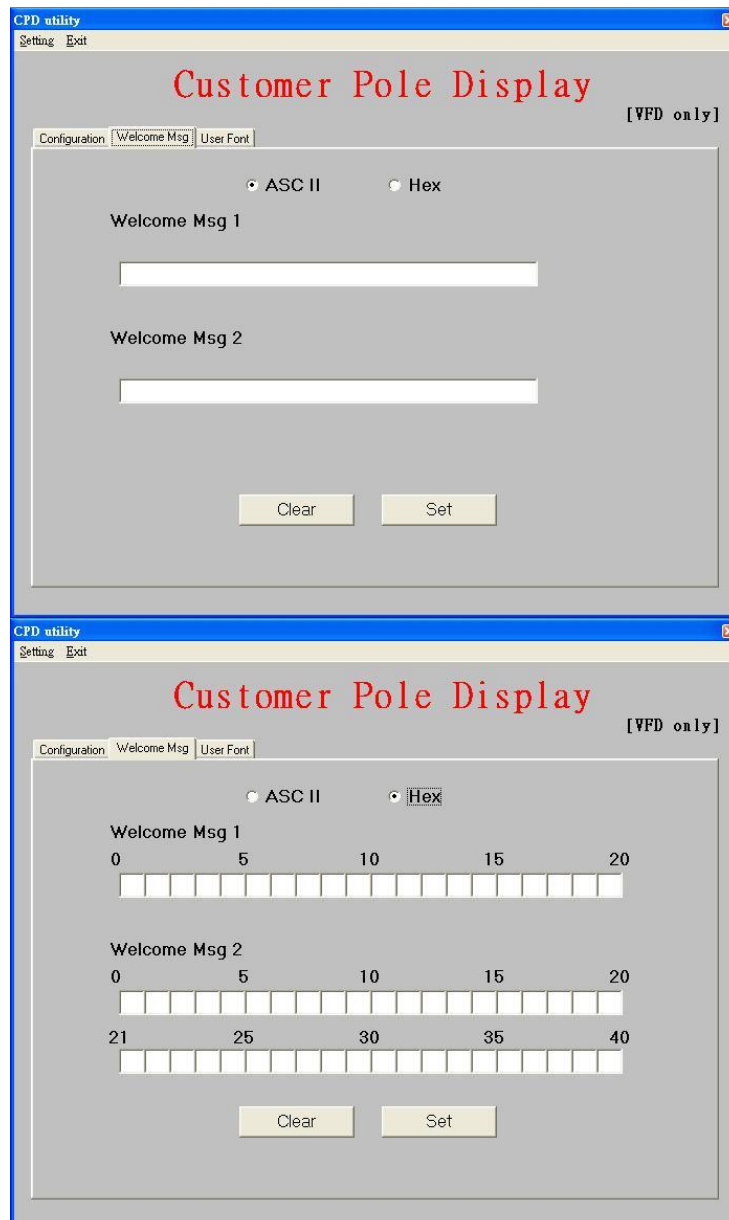 CPD utility
Setting Exit
Customer Pole Display
[VFD only]
Configuration Welcome Msg User Font
ASC II Hex
Welcome Msg 1
Welcome Msg 2
Clear Set
CPD utility
Setting Exit
Customer Pole Display
[VFD only]
Configuration Welcome Msg User Font
ASC II Hex
Welcome Msg 1
0 5 10 15 20
Welcome Msg 2
0 5 10 15 20
21 25 30 35 40
Clear Set